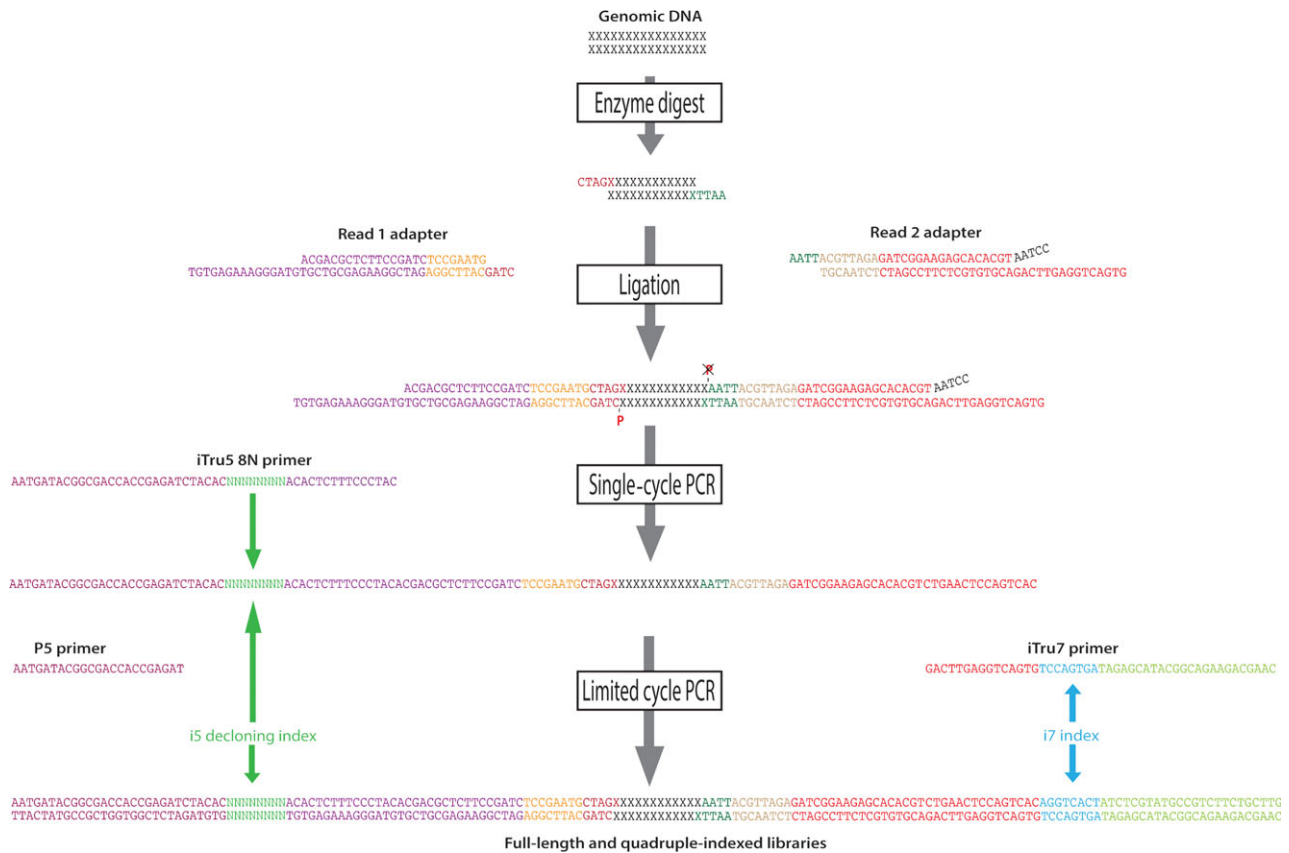 Genomic DNA
XXXXXXXXXXXXXXXX
XXXXXXXXXXXXXXXX
Enzyme digest
CTAGXXXXXXXXXXXX
XXXXXXXXXXXXTTAA
Read 1 adapter
ACGACGCTCTTCCGATCTCCGAATG
TGTGAGAAAGGGATGTGCTGCGAGAAGGCTAGAGGCTTACGATC
Read 2 adapter
AATTACGTTAGAGATCGGAAGAGCACACGTAATCC
TGCAATCTCTAGCCTTCTCGTGTGCAGACTTGAGGTCAGTG
Ligation
P
ACGACGCTCTTCCGATCTCCGAATGCTAGXXXXXXXXXXXXAATTACGTTAGAGATCGGAAGAGCACACGTAATCC
TGTGAGAAAGGGATGTGCTGCGAGAAGGCTAGAGGCTTACGATCXXXXXXXXXXXXTTAATGCAATCTCTAGCCTTCTCGTGTGCAGACTTGAGGTCAGTG
P
iTru5 8N primer
AATGATACGGCGACCACCGAGATCTACACNNNNNNNNACACTCTTTCCCTAC
Single-cycle PCR
AATGATACGGCGACCACCGAGATCTACACNNNNNNNNACACTCTTTCCCTACACGACGCTCTTCCGATCTCCGAATGCTAGXXXXXXXXXXXXAATTACGTTAGAGATCGGAAGAGCACACGTCTGAACTCCAGTCAC
P5 primer
AATGATACGGCGACCACCGAGAT
iTru7 primer
GACTTGAGGTCAGTGTCCAGTGATAGAGCATACGGCAGAAGACGAAC
Limited cycle PCR
i5 decloning index
i7 index
AATGATACGGCGACCACCGAGATCTACACNNNNNNNNACACTCTTTCCCTACACGACGCTCTTCCGATCTCCGAATGCTAGXXXXXXXXXXXXAATTACGTTAGAGATCGGAAGAGCACACGTCTGAACTCCAGTCACAGGTCACTATCTCGTATGCCGTCTTCTGCTTG
TTACTATGCCGCTGGTGGCTCTAGATGTGNNNNNNNNTGTGAGAAAGGGATGTGCTGCGAGAAGGCTAGAGGCTTACGATCXXXXXXXXXXXXTTAATGCAATCTCTAGCCTTCTCGTGTGCAGACTTGAGGTCAGTGTCCAGTGATAGAGCATACGGCAGAAGACGAAC
Full-length and quadruple-indexed libraries